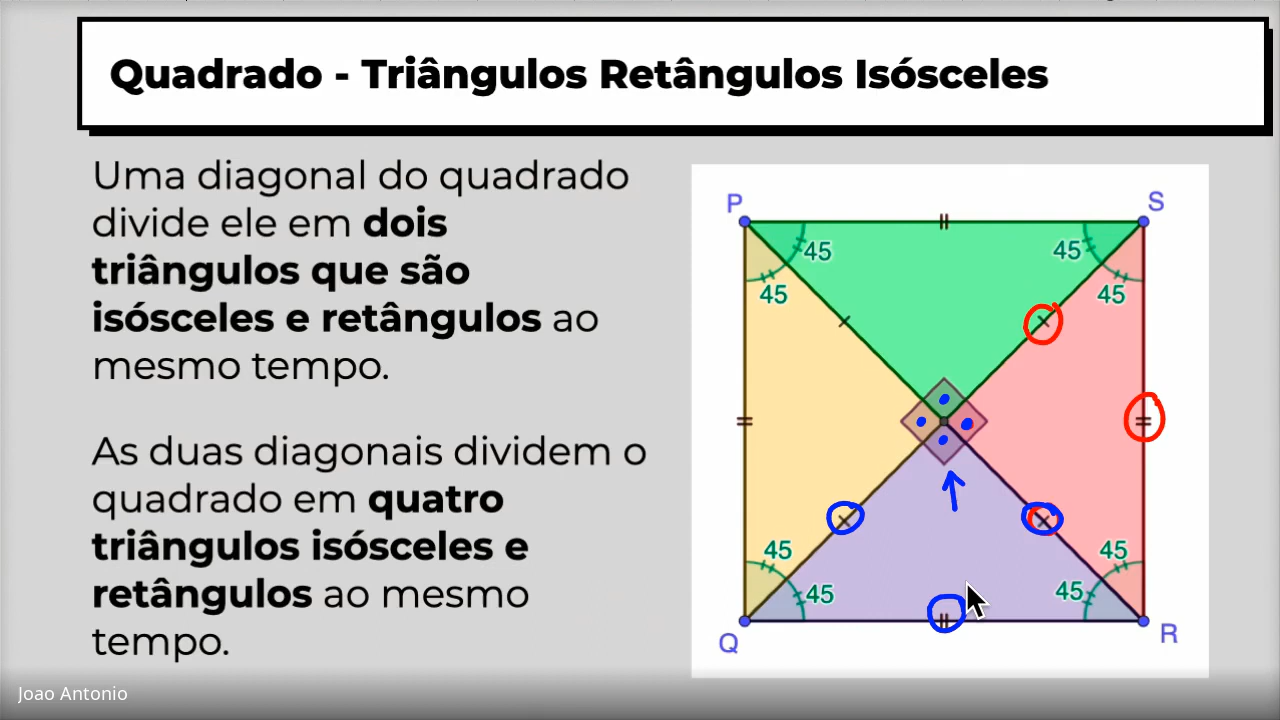 Quadrado - Triângulos Retângulos Isósceles
Uma diagonal do quadrado
divide ele em dois
triângulos que são
isósceles e retângulos ao
mesmo tempo.
As duas diagonais dividem o
quadrado em quatro
triângulos isósceles e
retângulos ao mesmo
tempo.
P
S
45
45
45
45
45
45
45
45
Q
R
Joao Antonio